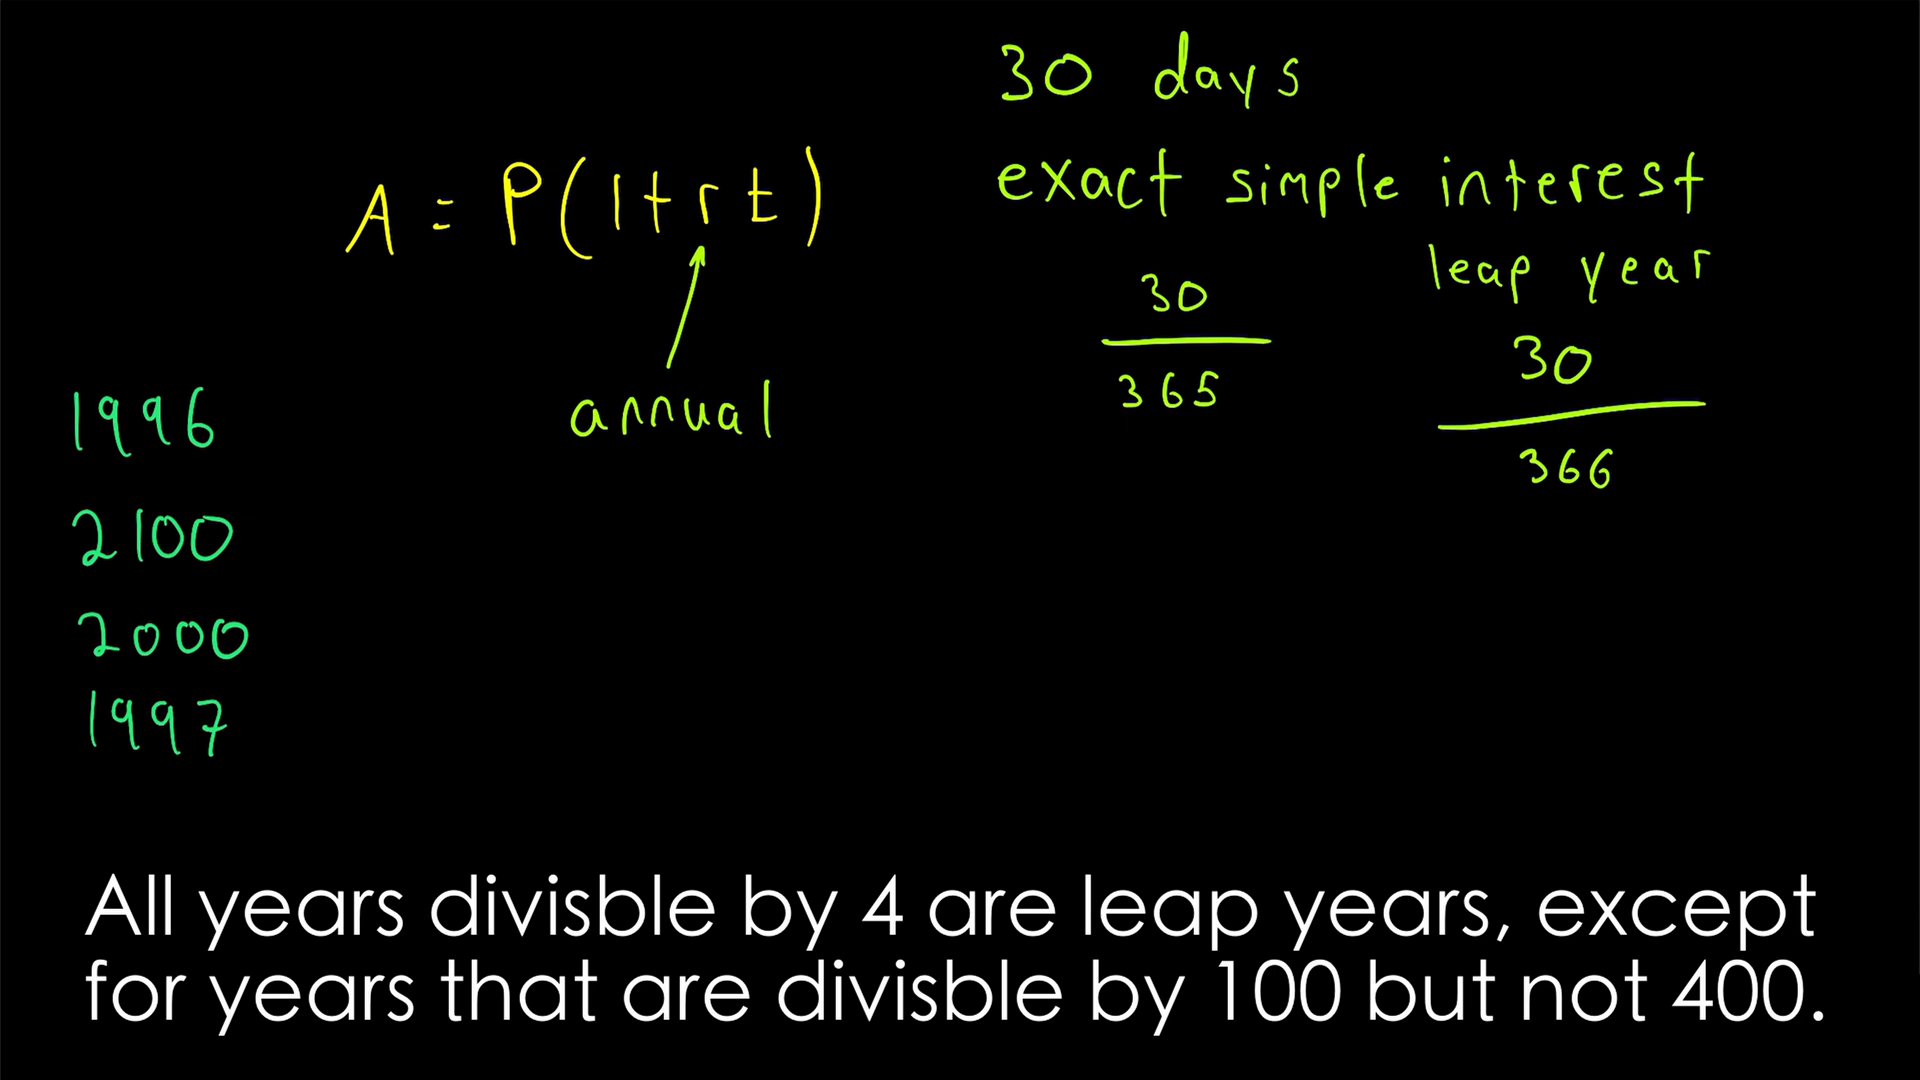 30 days
A = P(1+rt)
exact simple interest
leap year
30
365
30
366
annual
1996
2100
2000
1997
All years divisble by 4 are leap years, except
for years that are divisble by 100 but not 400.